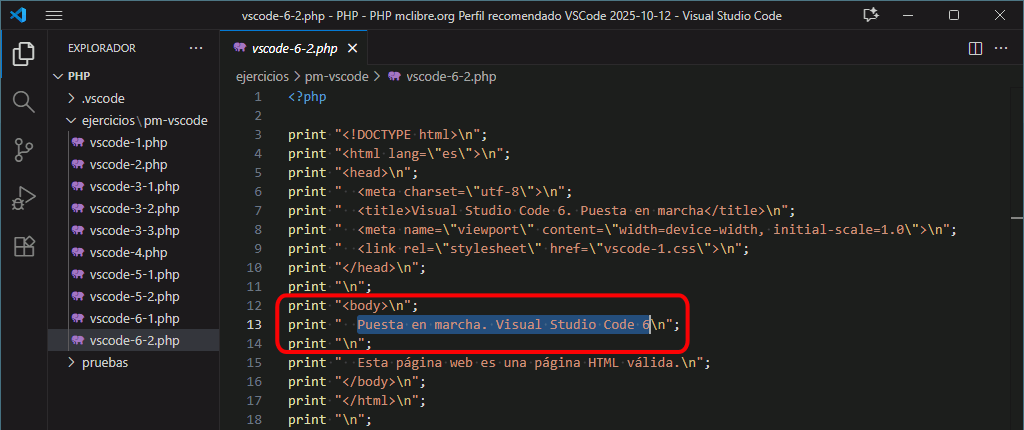 vscode-6-2.php - PHP - PHP mclibre.org Perfil recomendado VSCode 2025-10-12 - Visual Studio Code
EXPLORADOR
PHP
.vscode
ejercicios\pm-vscode
vscode-1.php
vscode-2.php
vscode-3-1.php
vscode-3-2.php
vscode-3-3.php
vscode-4.php
vscode-5-1.php
vscode-5-2.php
vscode-6-1.php
vscode-6-2.php
pruebas
vscode-6-2.php
ejercicios > pm-vscode > vscode-6-2.php
1 <?php
2
3 print "<!DOCTYPE html>\n";
4 print "<html lang=\"es\">\n";
5 print "<head>\n";
6 print "  <meta charset=\"utf-8\">\n";
7 print "  <title>Visual Studio Code 6. Puesta en marcha</title>\n";
8 print "  <meta name=\"viewport\" content=\"width=device-width, initial-scale=1.0\">\n";
9 print "  <link rel=\"stylesheet\" href=\"vscode-1.css\">\n";
10 print "</head>\n";
11 print "\n";
12 print "<body>\n";
13 print "  Puesta en marcha. Visual Studio Code 6\n";
14 print "\n";
15 print "  Esta página web es una página HTML válida.\n";
16 print "</body>\n";
17 print "</html>\n";
18 print "\n";